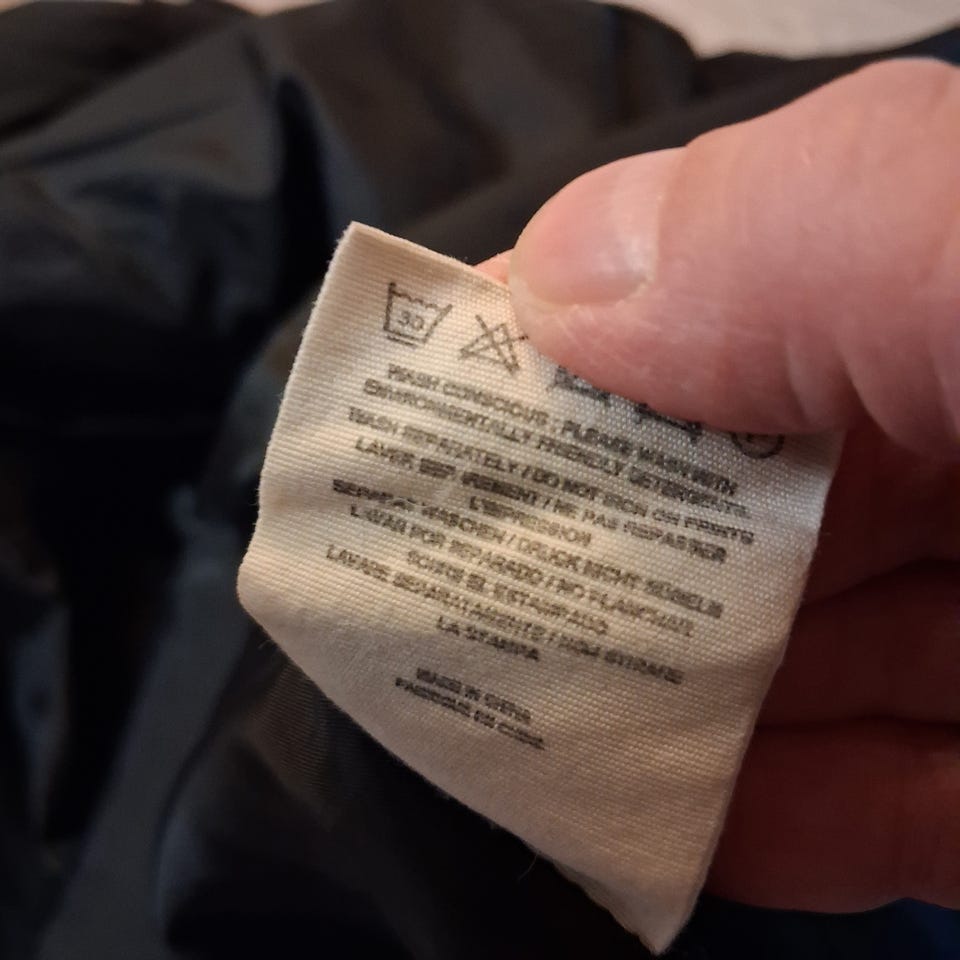 30
WASH CONSCIOUS - PLEASE WASH WITH
ENVIRONMENTALLY FRIENDLY DETERGENTS
WASH SEPARATELY / DO NOT IRON ON PRINTS
LAVER SEPAREMENT / NE PAS REPASSER
L'IMPRESSION
SEPARAT WASCHEN / DRUCK NICHT BÜGELN
LAVAR POR SEPARADO / NO PLANCHAR
SOBRE EL ESTAMPADO
LAVARE SEPARATAMENTE / NON STIRARE
LA STAMPA
MADE IN CHINA
FABRIQUE EN CHINE